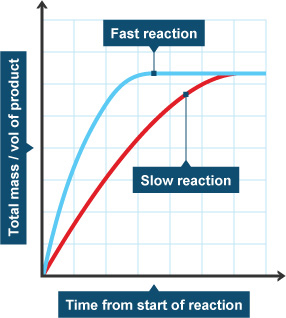 Fast reaction
Total mass / vol of product
Slow reaction
Time from start of reaction